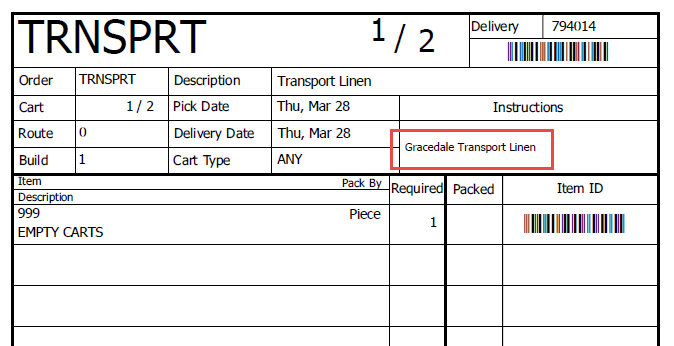 TRNSPRT 1 / 2 Delivery 794014
Order TRNSPRT Description Transport Linen
Cart 1 / 2 Pick Date Thu, Mar 28 Instructions
Route 0 Delivery Date Thu, Mar 28
Gracedale Transport Linen
Build 1 Cart Type ANY
Item Pack By Required Packed Item ID
Description
999 Piece 1
EMPTY CARTS